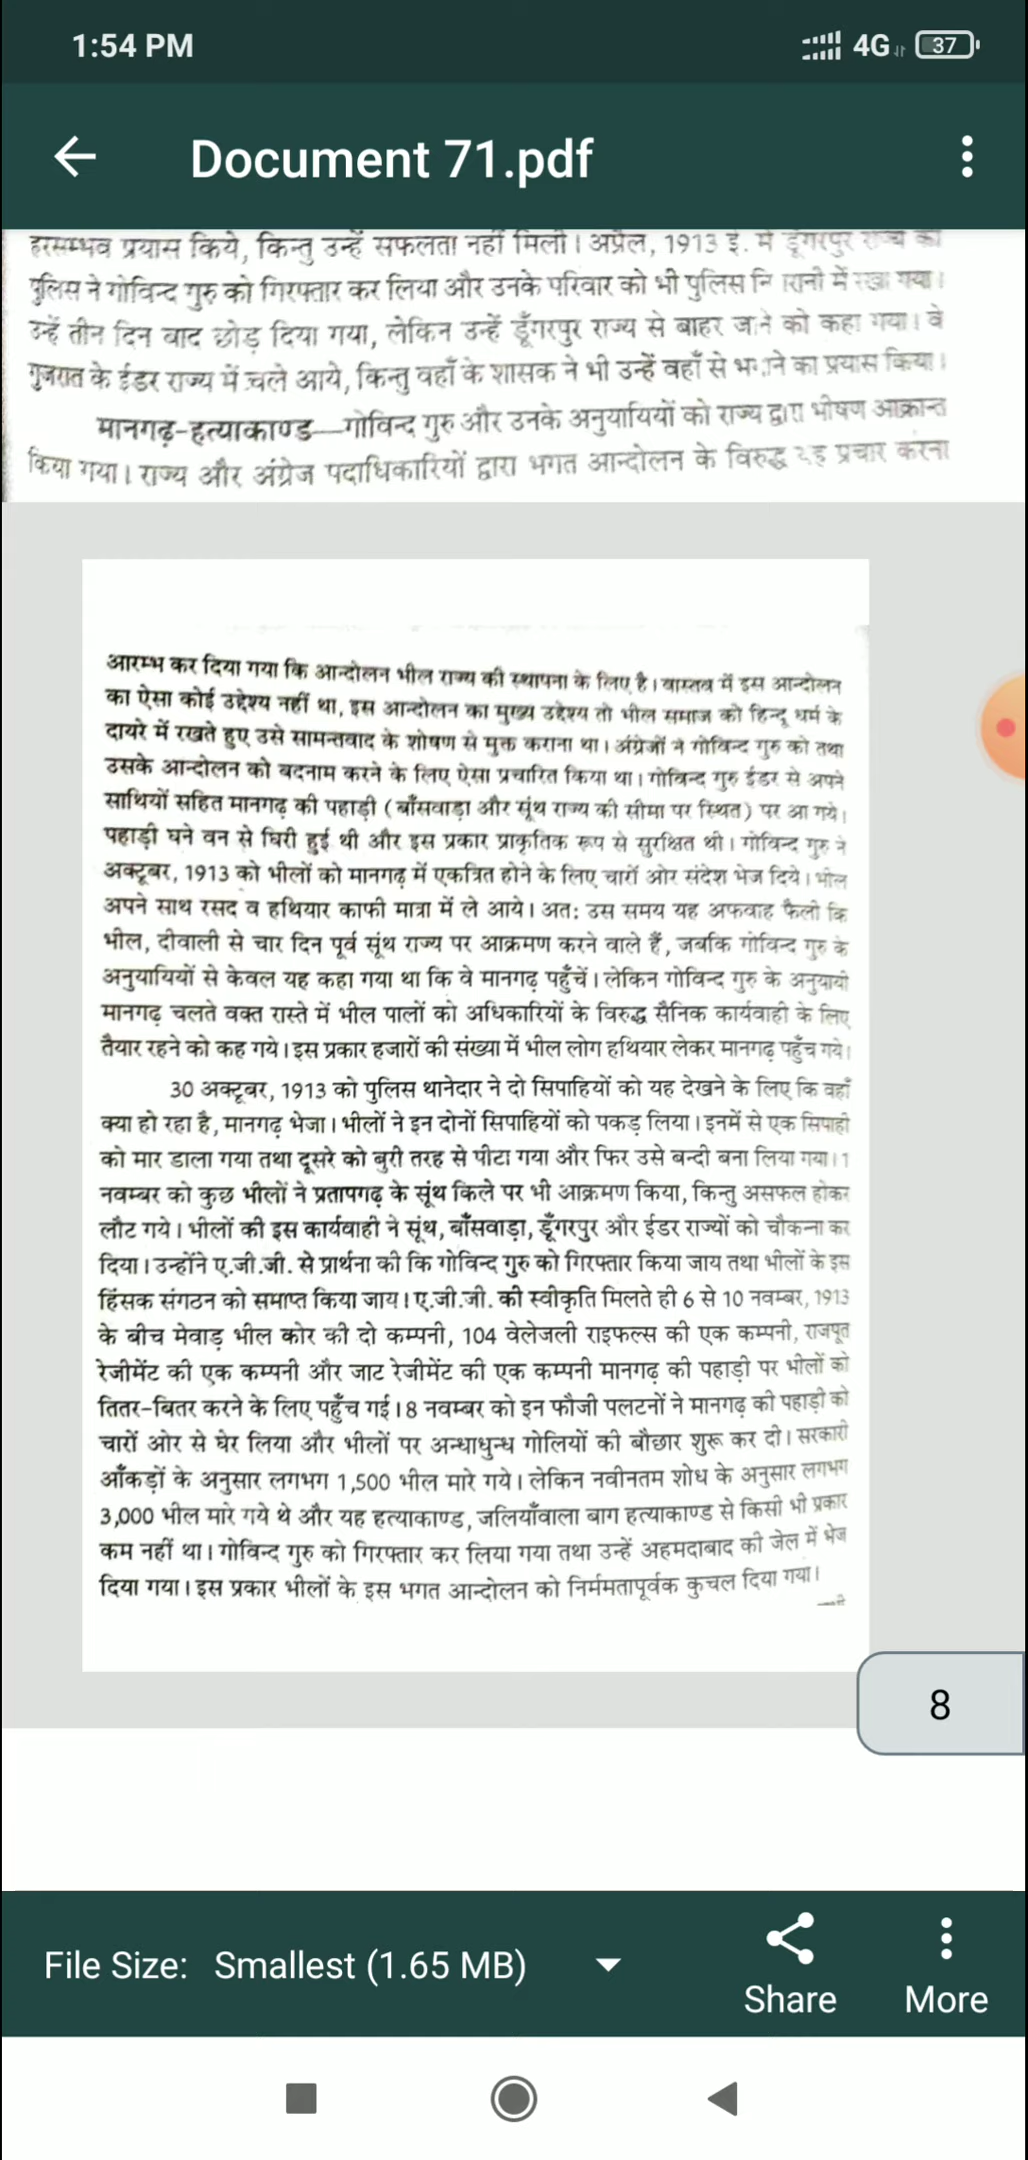 1:54 PM
4G 37
Document 71.pdf
हरसम्भव प्रयास किये, किन्तु उन्हें सफलता नहीं मिली। अप्रेल, 1913 ई. में डूंगरपुर राज्य की
पुलिस ने गोविन्द गुरु को गिरफ्तार कर लिया और उनके परिवार को भी पुलिस नि रानी में रखा गया।
उन्हें तीन दिन बाद छोड़ दिया गया, लेकिन उन्हें डूँगरपुर राज्य से बाहर जाने को कहा गया। वे
गुजरात के ईडर राज्य में चले आये, किन्तु वहाँ के शासक ने भी उन्हें वहाँ से भगाने का प्रयास किया।
मानगढ़-हत्याकाण्ड—गोविन्द गुरु और उनके अनुयायियों को राज्य द्वारा भीषण आक्रान्त
किया गया। राज्य और अंग्रेज पदाधिकारियों द्वारा भगत आन्दोलन के विरुद्ध यह प्रचार करना
आरम्भ कर दिया गया कि आन्दोलन भील राज्य की स्थापना के लिए है। वास्तव में इस आन्दोलन
का ऐसा कोई उद्देश्य नहीं था, इस आन्दोलन का मुख्य उद्देश्य तो भील समाज को हिन्दू धर्म के
दायरे में रखते हुए उसे सामन्तवाद के शोषण से मुक्त कराना था। अंग्रेजों ने गोविन्द गुरु को तथा
उसके आन्दोलन को बदनाम करने के लिए ऐसा प्रचारित किया था। गोविन्द गुरु ईडर से अपने
साथियों सहित मानगढ़ की पहाड़ी (बाँसवाड़ा और सूंथ राज्य की सीमा पर स्थित) पर आ गये।
पहाड़ी घने वन से घिरी हुई थी और इस प्रकार प्राकृतिक रूप से सुरक्षित थी। गोविन्द गुरु ने
अक्टूबर, 1913 को भीलों को मानगढ़ में एकत्रित होने के लिए चारों ओर संदेश भेज दिये। भील
अपने साथ रसद व हथियार काफी मात्रा में ले आये। अत: उस समय यह अफवाह फैली कि
भील, दीवाली से चार दिन पूर्व सूंथ राज्य पर आक्रमण करने वाले हैं, जबकि गोविन्द गुरु के
अनुयायियों से केवल यह कहा गया था कि वे मानगढ़ पहुँचें। लेकिन गोविन्द गुरु के अनुयायी
मानगढ़ चलते वक्त रास्ते में भील पालों को अधिकारियों के विरुद्ध सैनिक कार्यवाही के लिए
तैयार रहने को कह गये। इस प्रकार हजारों की संख्या में भील लोग हथियार लेकर मानगढ़ पहुँच गये।
30 अक्टूबर, 1913 को पुलिस थानेदार ने दो सिपाहियों को यह देखने के लिए कि वहाँ
क्या हो रहा है, मानगढ़ भेजा। भीलों ने इन दोनों सिपाहियों को पकड़ लिया। इनमें से एक सिपाही
को मार डाला गया तथा दूसरे को बुरी तरह से पीटा गया और फिर उसे बन्दी बना लिया गया। 1
नवम्बर को कुछ भीलों ने प्रतापगढ़ के सूंथ किले पर भी आक्रमण किया, किन्तु असफल होकर
लौट गये। भीलों की इस कार्यवाही ने सूंथ, बाँसवाड़ा, डूँगरपुर और ईडर राज्यों को चौकन्ना कर
दिया। उन्होंने ए.जी.जी. से प्रार्थना की कि गोविन्द गुरु को गिरफ्तार किया जाय तथा भीलों के इस
हिंसक संगठन को समाप्त किया जाय। ए.जी.जी. की स्वीकृति मिलते ही 6 से 10 नवम्बर, 1913
के बीच मेवाड़ भील कोर की दो कम्पनी, 104 वेलेजली राइफल्स की एक कम्पनी, राजपूत
रेजीमेंट की एक कम्पनी और जाट रेजीमेंट की एक कम्पनी मानगढ़ की पहाड़ी पर भीलों को
तितर-बितर करने के लिए पहुँच गई। 8 नवम्बर को इन फौजी पलटनों ने मानगढ़ की पहाड़ी को
चारों ओर से घेर लिया और भीलों पर अन्धाधुन्ध गोलियों की बौछार शुरू कर दी। सरकारी
आँकड़ों के अनुसार लगभग 1,500 भील मारे गये। लेकिन नवीनतम शोध के अनुसार लगभग
3,000 भील मारे गये थे और यह हत्याकाण्ड, जलियाँवाला बाग हत्याकाण्ड से किसी भी प्रकार
कम नहीं था। गोविन्द गुरु को गिरफ्तार कर लिया गया तथा उन्हें अहमदाबाद की जेल में भेज
दिया गया। इस प्रकार भीलों के इस भगत आन्दोलन को निर्ममतापूर्वक कुचल दिया गया।
8
File Size: Smallest (1.65 MB)
Share
More